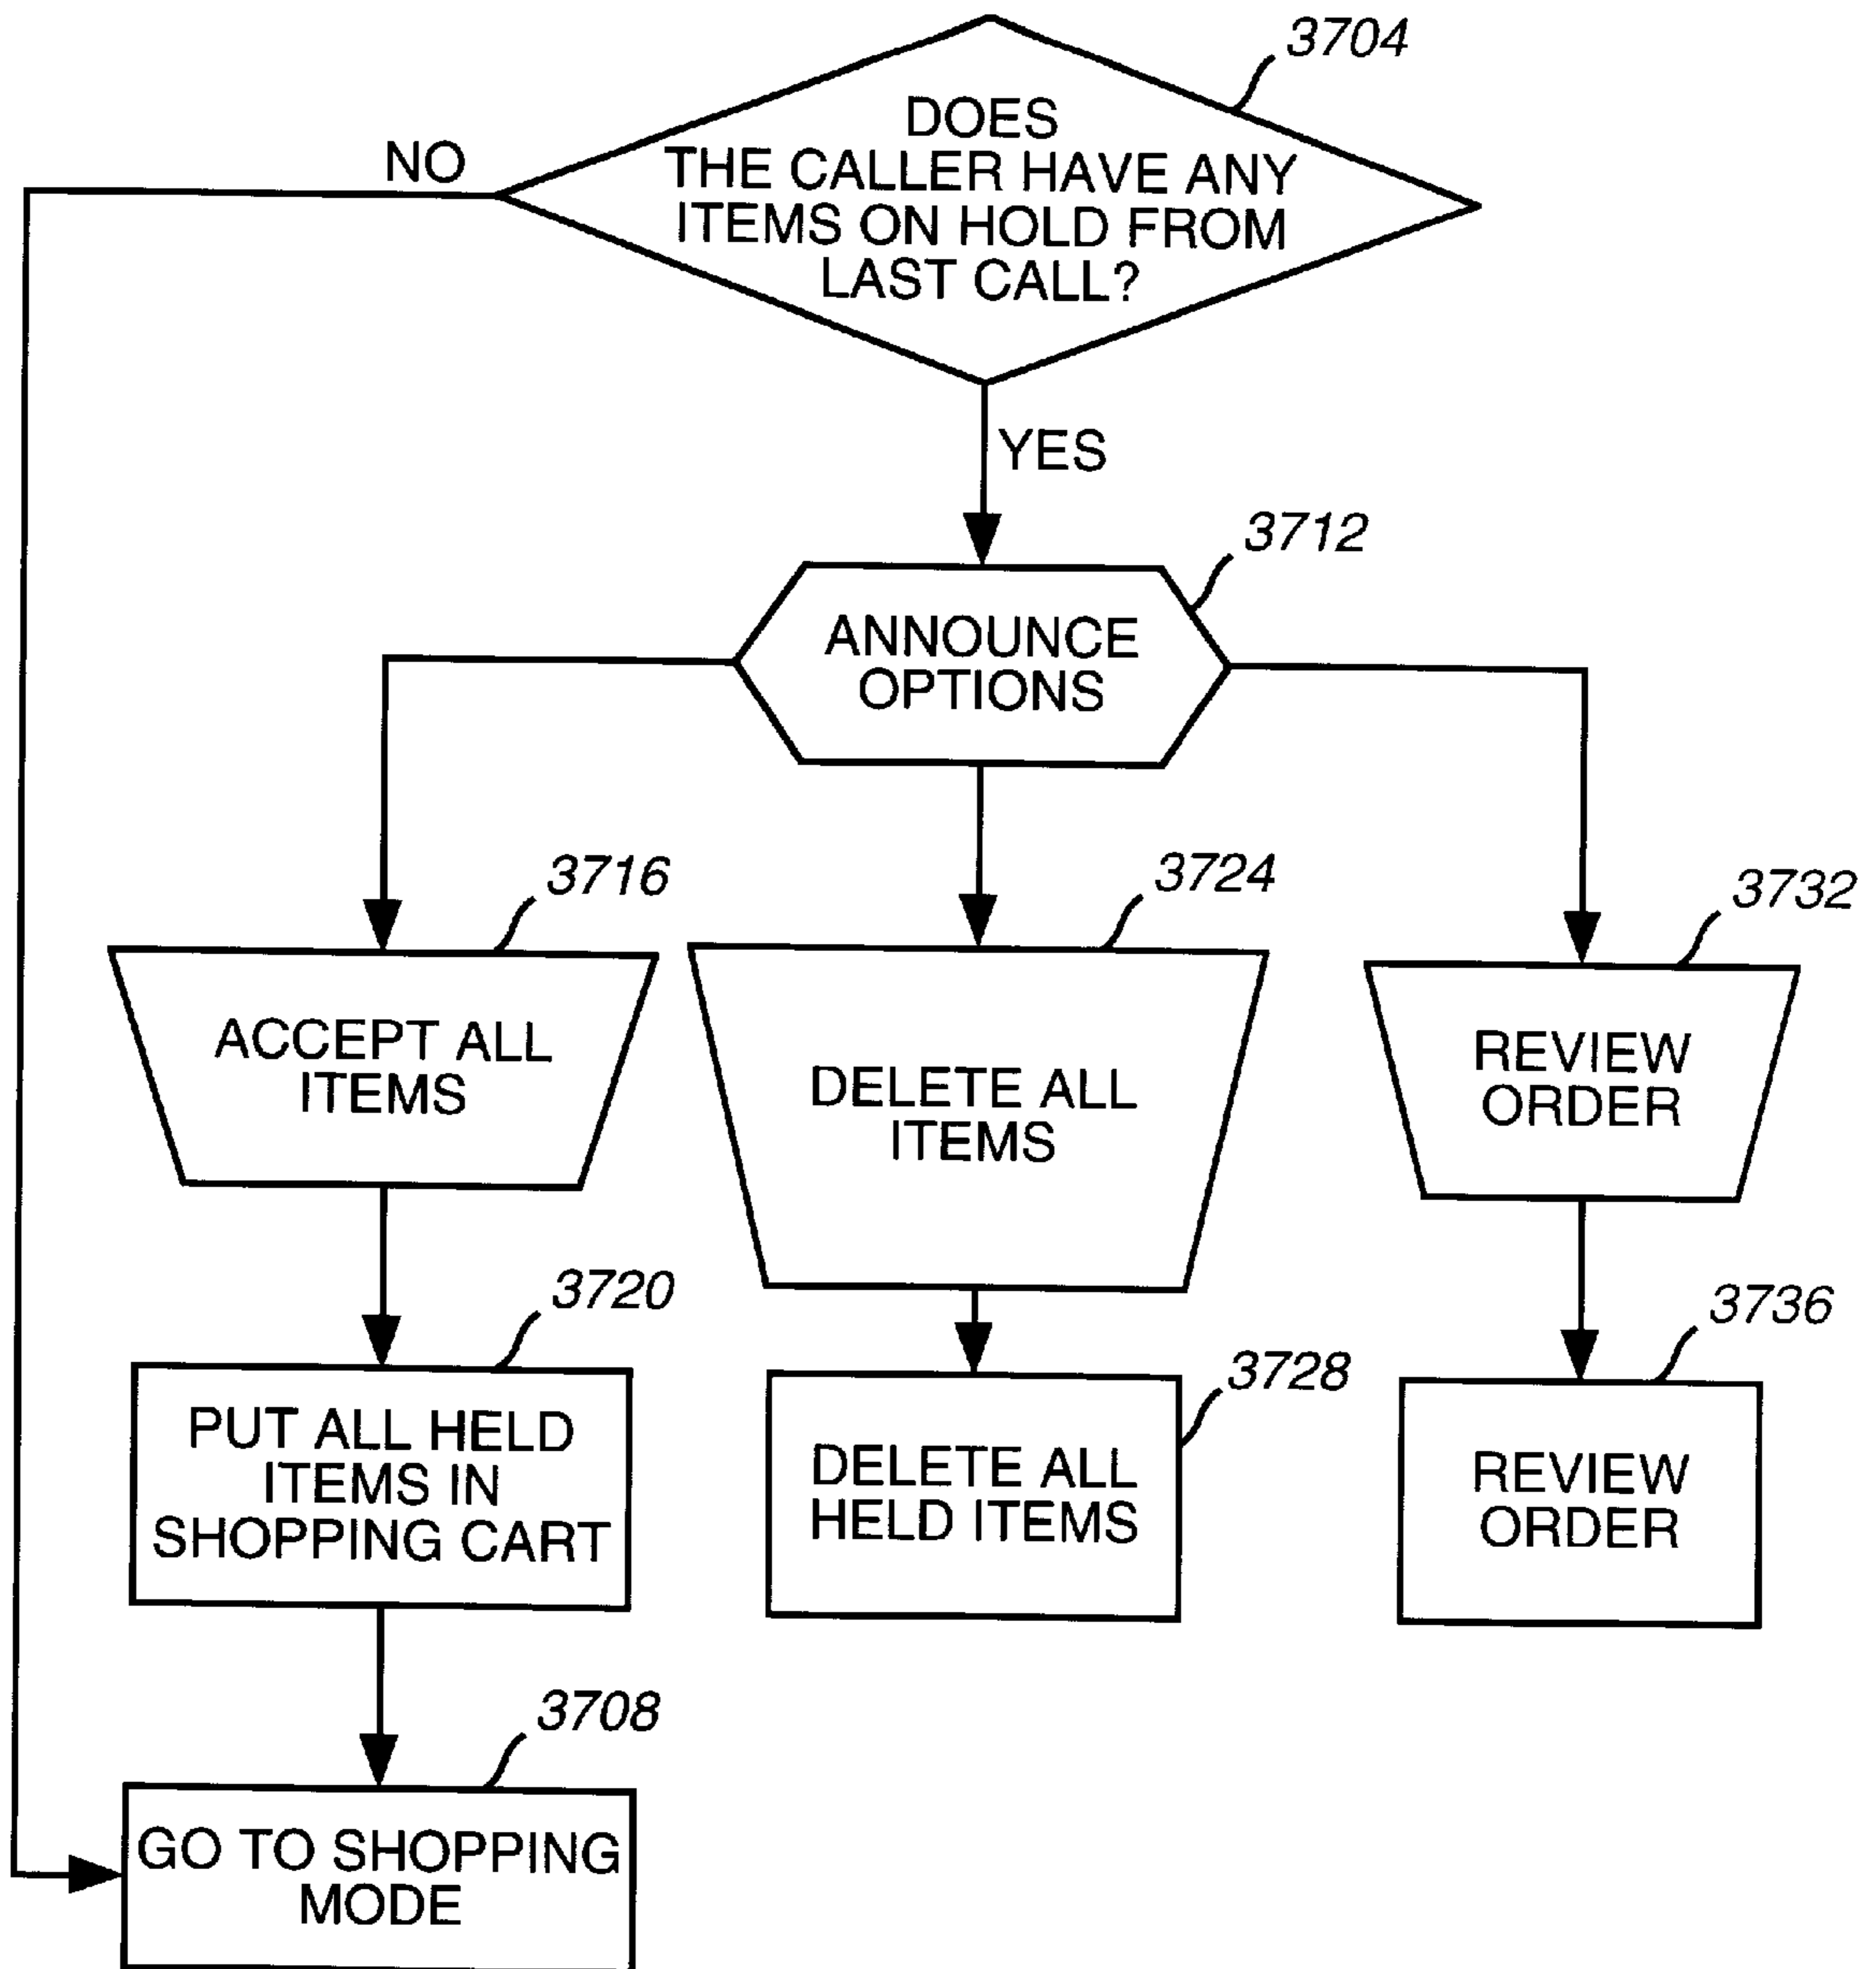 3704
DOES
THE CALLER HAVE ANY
ITEMS ON HOLD FROM
LAST CALL?
NO
YES
3712
ANNOUNCE
OPTIONS
3716
ACCEPT ALL
ITEMS
3724
DELETE ALL
ITEMS
3732
REVIEW
ORDER
3720
PUT ALL HELD
ITEMS IN
SHOPPING CART
3728
DELETE ALL
HELD ITEMS
3736
REVIEW
ORDER
3708
GO TO SHOPPING
MODE